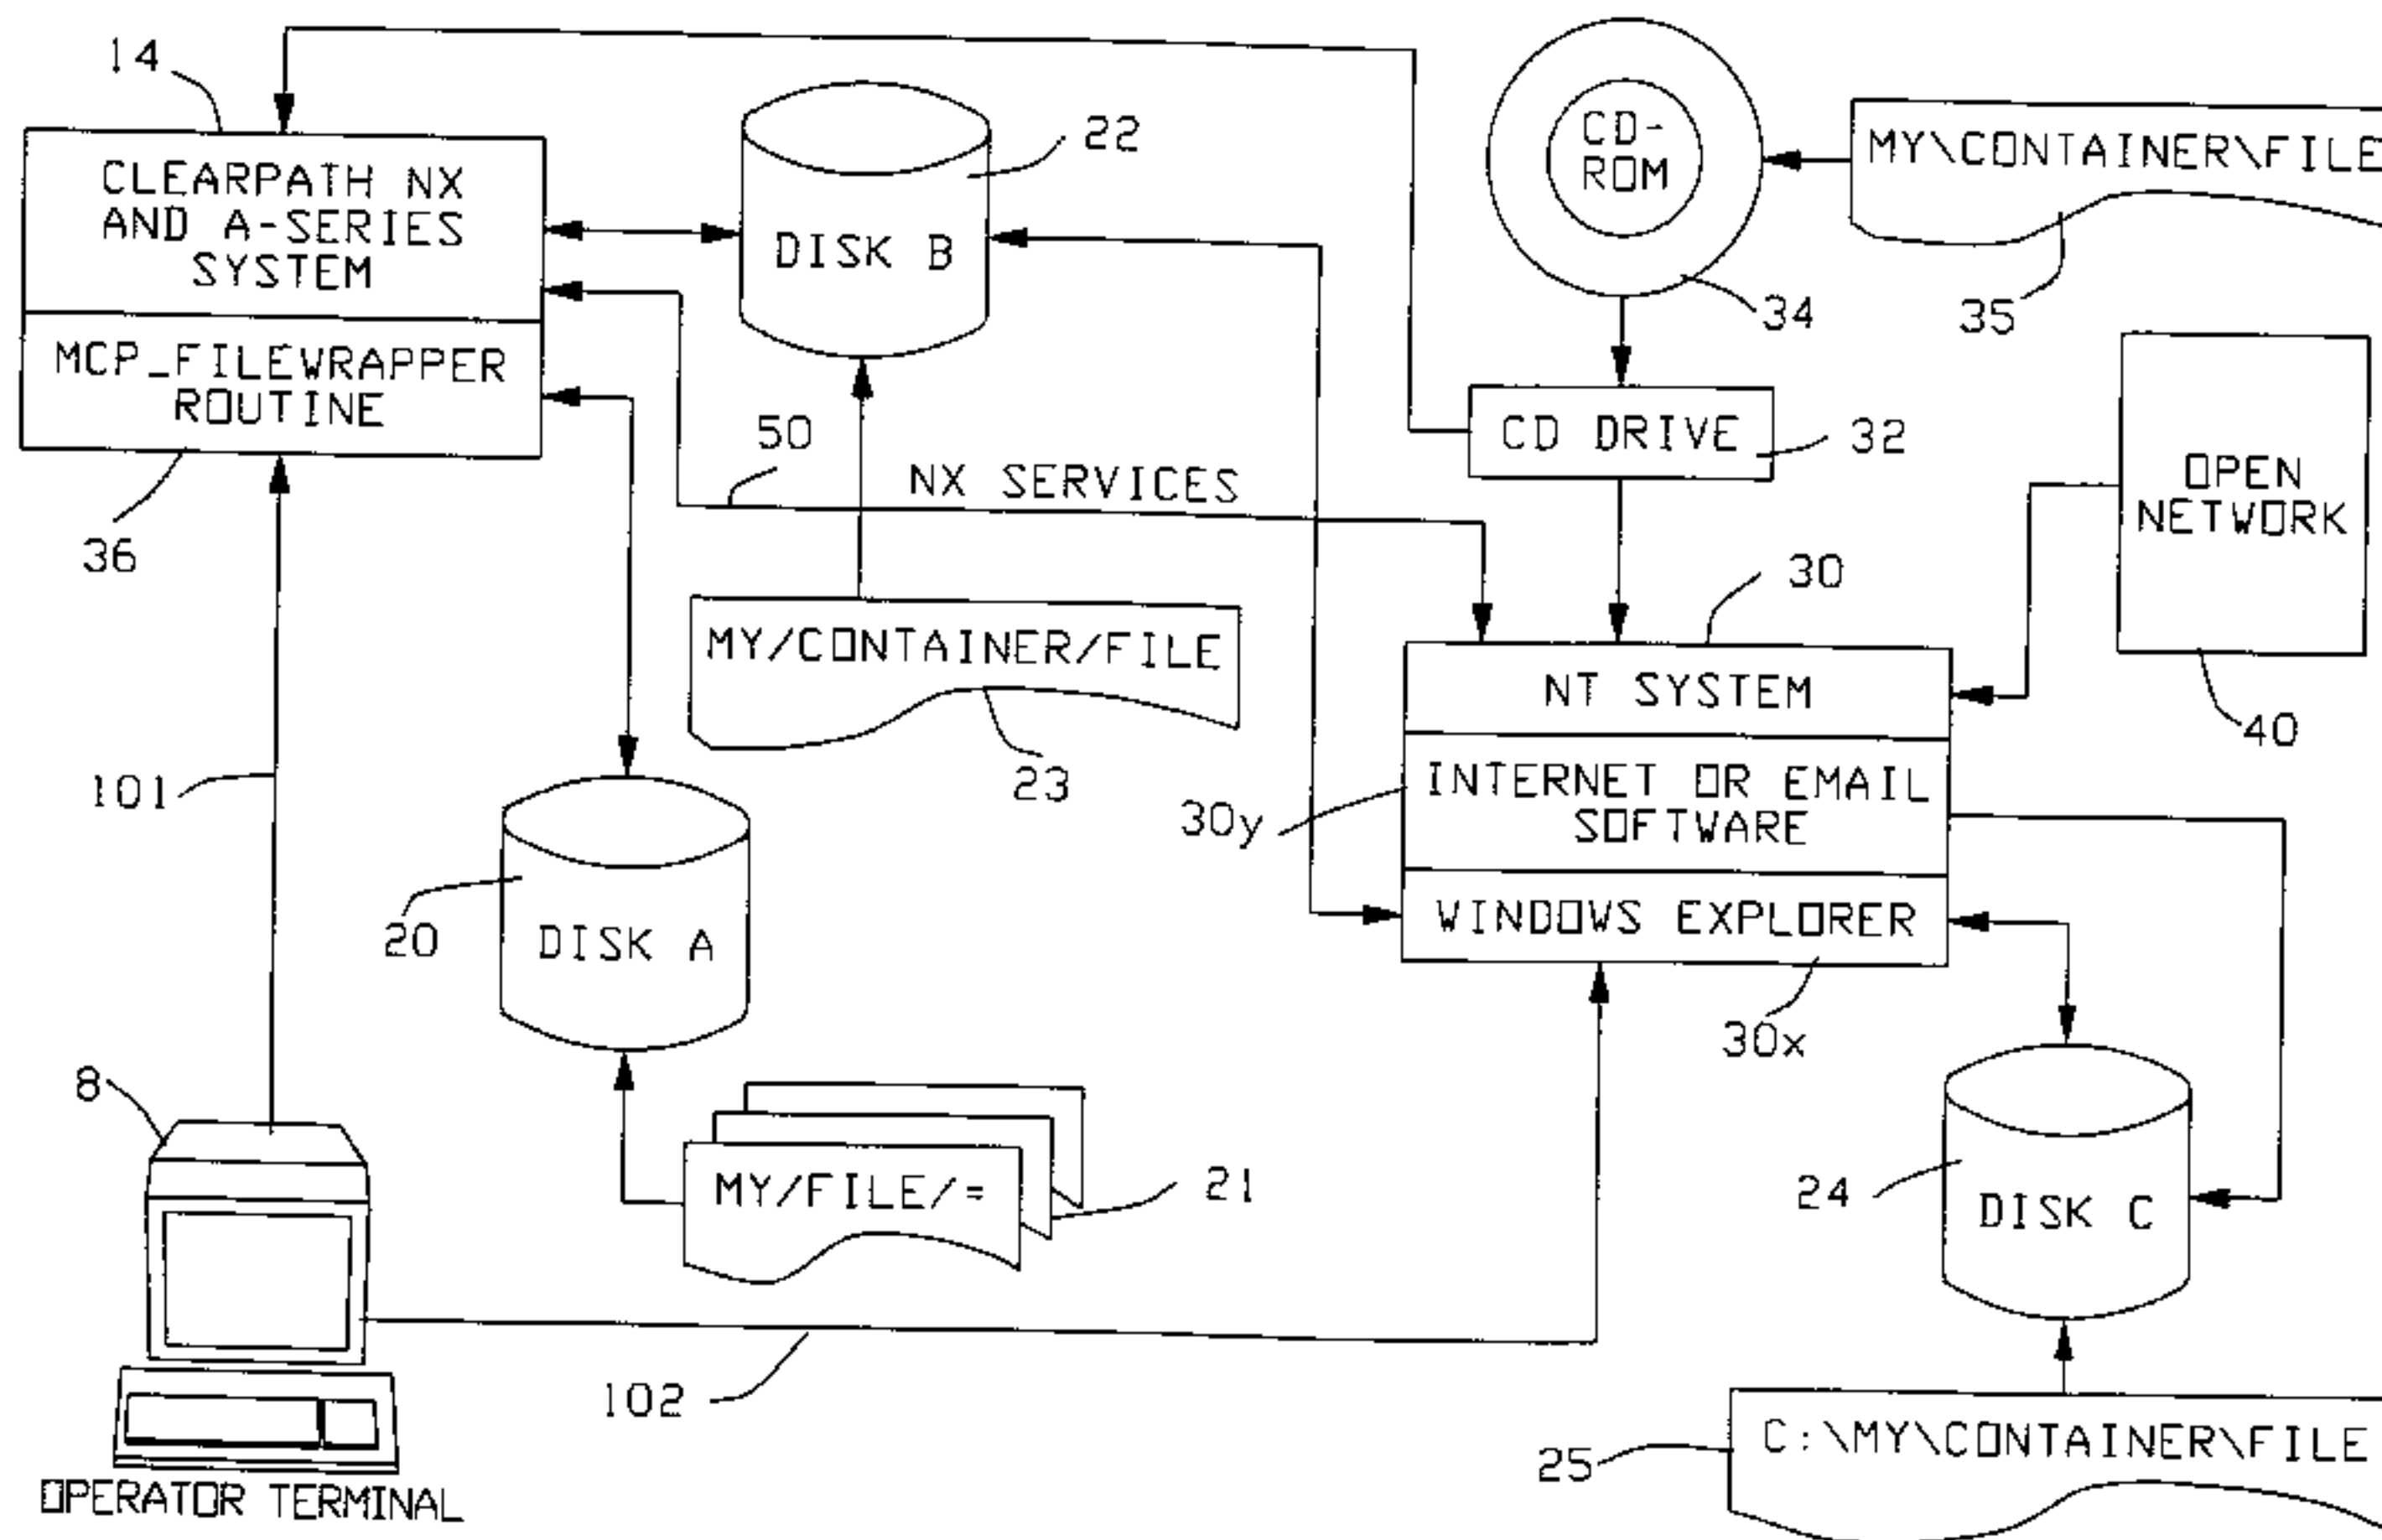 14
CLEARPATH NX
AND A-SERIES
SYSTEM
MCP_FILEWRAPPER
ROUTINE
36
22
DISK B
CD-
ROM
34
MY\CONTAINER\FILE
35
CD DRIVE
32
OPEN
NETWORK
40
50
NX SERVICES
MY/CONTAINER/FILE
23
30
NT SYSTEM
INTERNET OR EMAIL
SOFTWARE
30y
WINDOWS EXPLORER
30x
101
20
DISK A
8
MY/FILE/=
21
24
DISK C
102
25
C:\MY\CONTAINER\FILE
OPERATOR TERMINAL